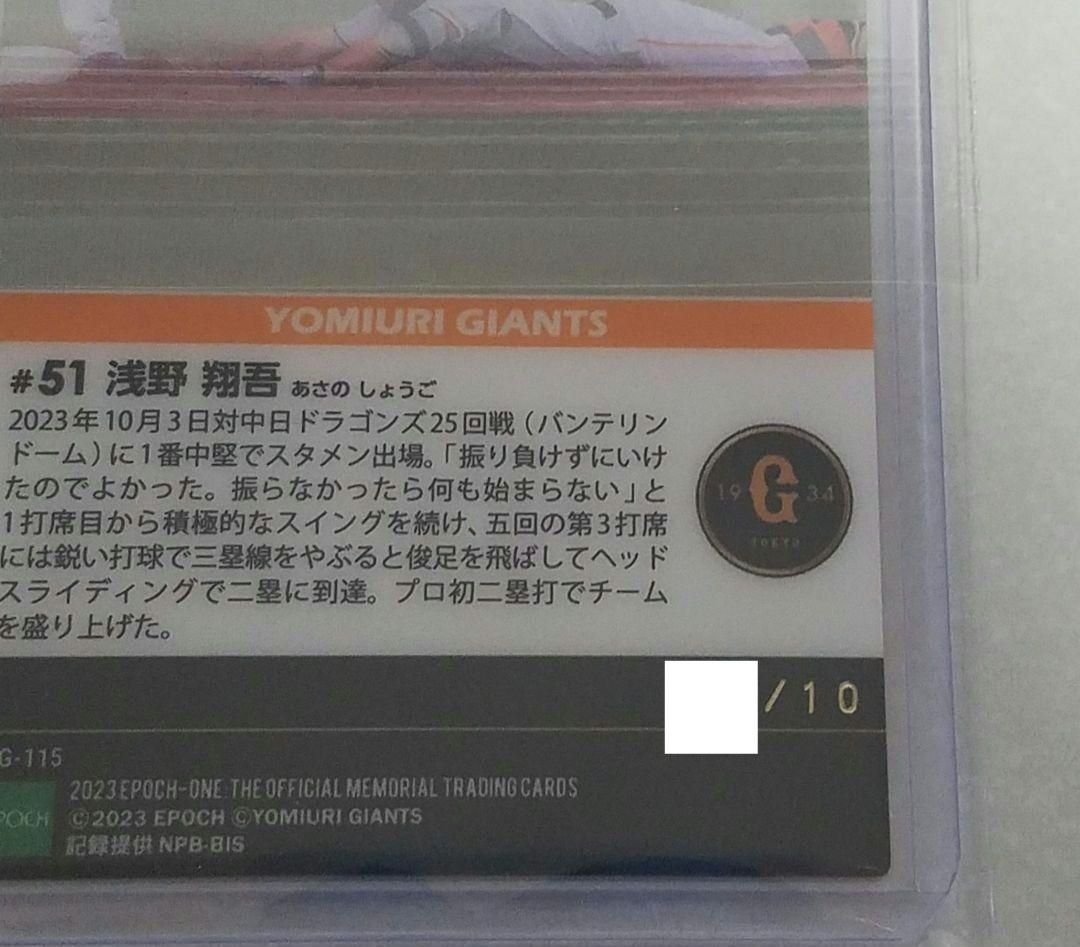 YOMIURI GIANTS
#51 浅野 翔吾 あさの しょうご
2023年10月3日対中日ドラゴンズ25回戦（バンテリン
ドーム）に1番中堅でスタメン出場。「振り負けずにいけ
たのでよかった。振らなかったら何も始まらない」と
1打席目から積極的なスイングを続け、五回の第3打席
には鋭い打球で三塁線をやぶると俊足を飛ばしてヘッド
スライディングで二塁に到達。プロ初二塁打でチーム
を盛り上げた。
19 G 34
TOKYO
/10
G-115
2023 EPOCH-ONE THE OFFICIAL MEMORIAL TRADING CARDS
EPOCH ©2023 EPOCH ©YOMIURI GIANTS
記録提供 NPB-BIS